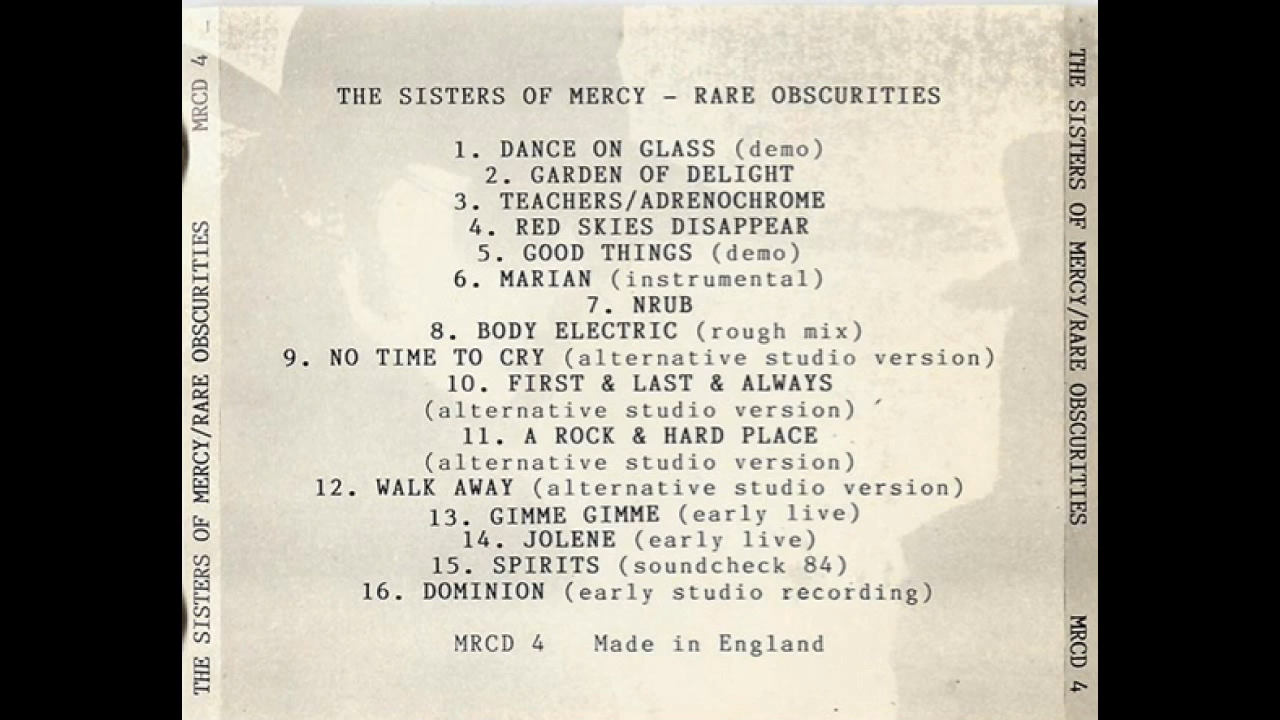 THE SISTERS OF MERCY/RARE OBSCURITIES MRCD 4
THE SISTERS OF MERCY – RARE OBSCURITIES
1. DANCE ON GLASS (demo)
2. GARDEN OF DELIGHT
3. TEACHERS/ADRENOCHROME
4. RED SKIES DISAPPEAR
5. GOOD THINGS (demo)
6. MARIAN (instrumental)
7. NRUB
8. BODY ELECTRIC (rough mix)
9. NO TIME TO CRY (alternative studio version)
10. FIRST & LAST & ALWAYS
(alternative studio version)
11. A ROCK & HARD PLACE
(alternative studio version)
12. WALK AWAY (alternative studio version)
13. GIMME GIMME (early live)
14. JOLENE (early live)
15. SPIRITS (soundcheck 84)
16. DOMINION (early studio recording)
MRCD 4 Made in England
THE SISTERS OF MERCY/RARE OBSCURITIES MRCD 4